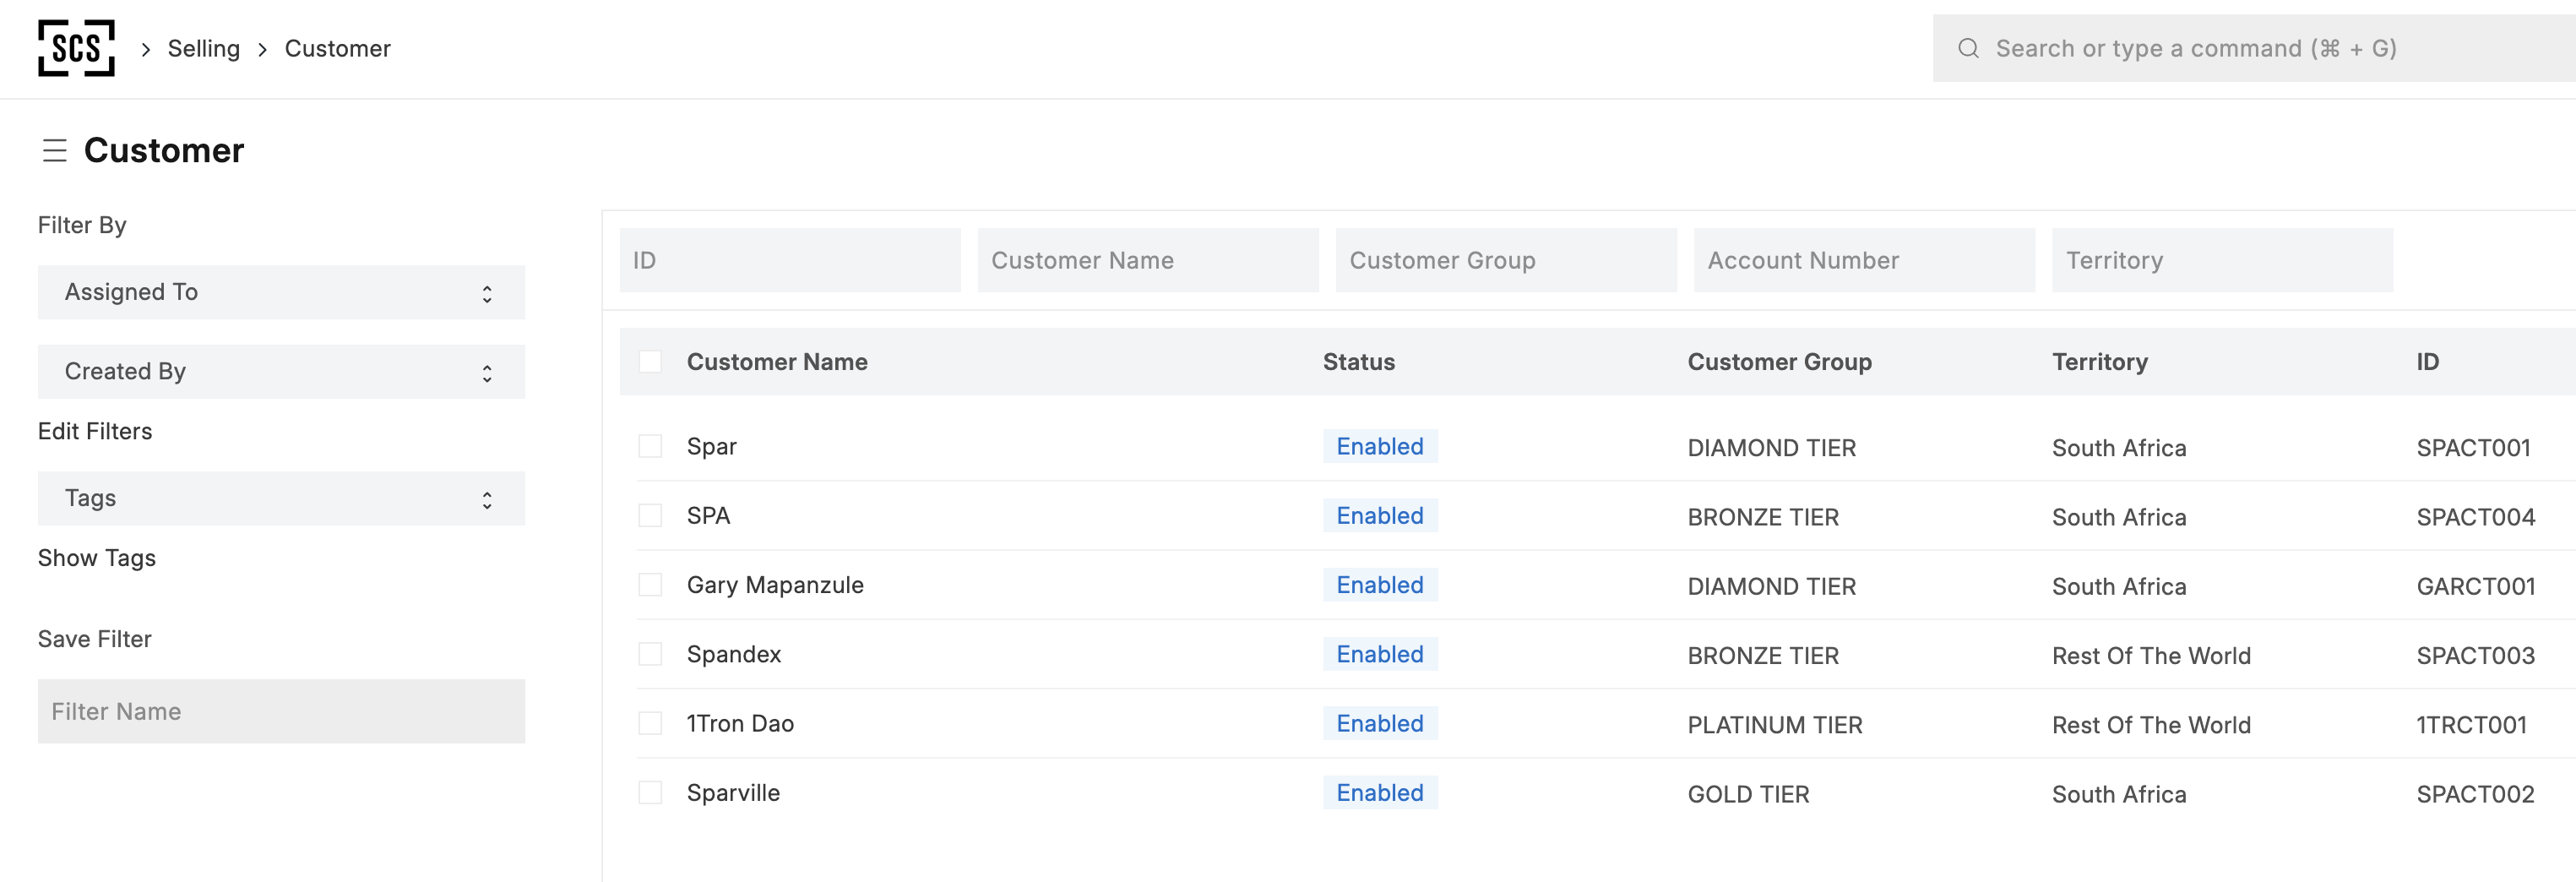 SCS > Selling > Customer
Search or type a command (⌘ + G)
Customer
Filter By
Assigned To
Created By
Edit Filters
Tags
Show Tags
Save Filter
Filter Name
ID Customer Name Customer Group Account Number Territory
Customer Name Status Customer Group Territory ID
Spar Enabled DIAMOND TIER South Africa SPACT001
SPA Enabled BRONZE TIER South Africa SPACT004
Gary Mapanzule Enabled DIAMOND TIER South Africa GARCT001
Spandex Enabled BRONZE TIER Rest Of The World SPACT003
1Tron Dao Enabled PLATINUM TIER Rest Of The World 1TRCT001
Sparville Enabled GOLD TIER South Africa SPACT002